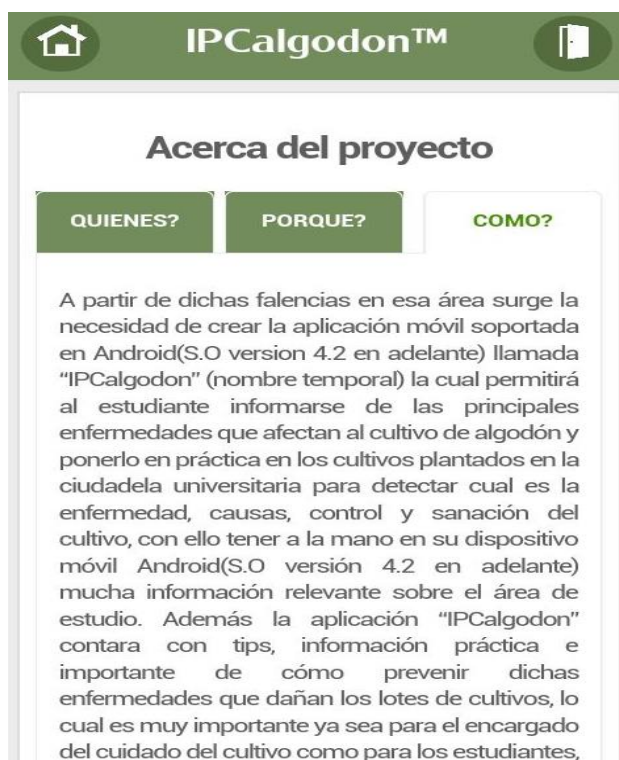 IPCalgodon™
Acerca del proyecto
QUIENES?
PORQUE?
COMO?
A partir de dichas falencias en esa área surge la
necesidad de crear la aplicación móvil soportada
en Android(S.O version 4.2 en adelante) llamada
“IPCalgodon” (nombre temporal) la cual permitirá
al estudiante informarse de las principales
enfermedades que afectan al cultivo de algodón y
ponerlo en práctica en los cultivos plantados en la
ciudadela universitaria para detectar cual es la
enfermedad, causas, control y sanación del
cultivo, con ello tener a la mano en su dispositivo
móvil Android(S.O versión 4.2 en adelante)
mucha información relevante sobre el área de
estudio. Además la aplicación “IPCalgodon”
contara con tips, información práctica e
importante de cómo prevenir dichas
enfermedades que dañan los lotes de cultivos, lo
cual es muy importante ya sea para el encargado
del cuidado del cultivo como para los estudiantes,